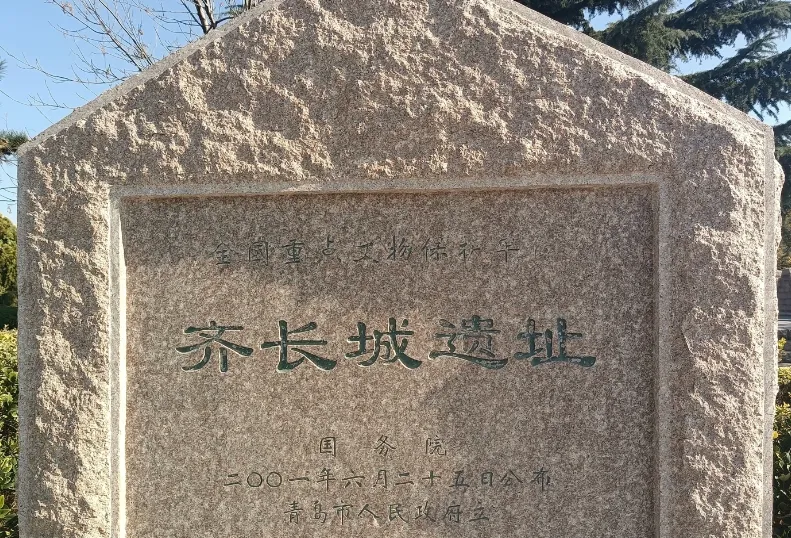 全国重点文物保护单位
齐长城遗址
国务院
二〇〇一年六月二十五日公布
青岛市人民政府立